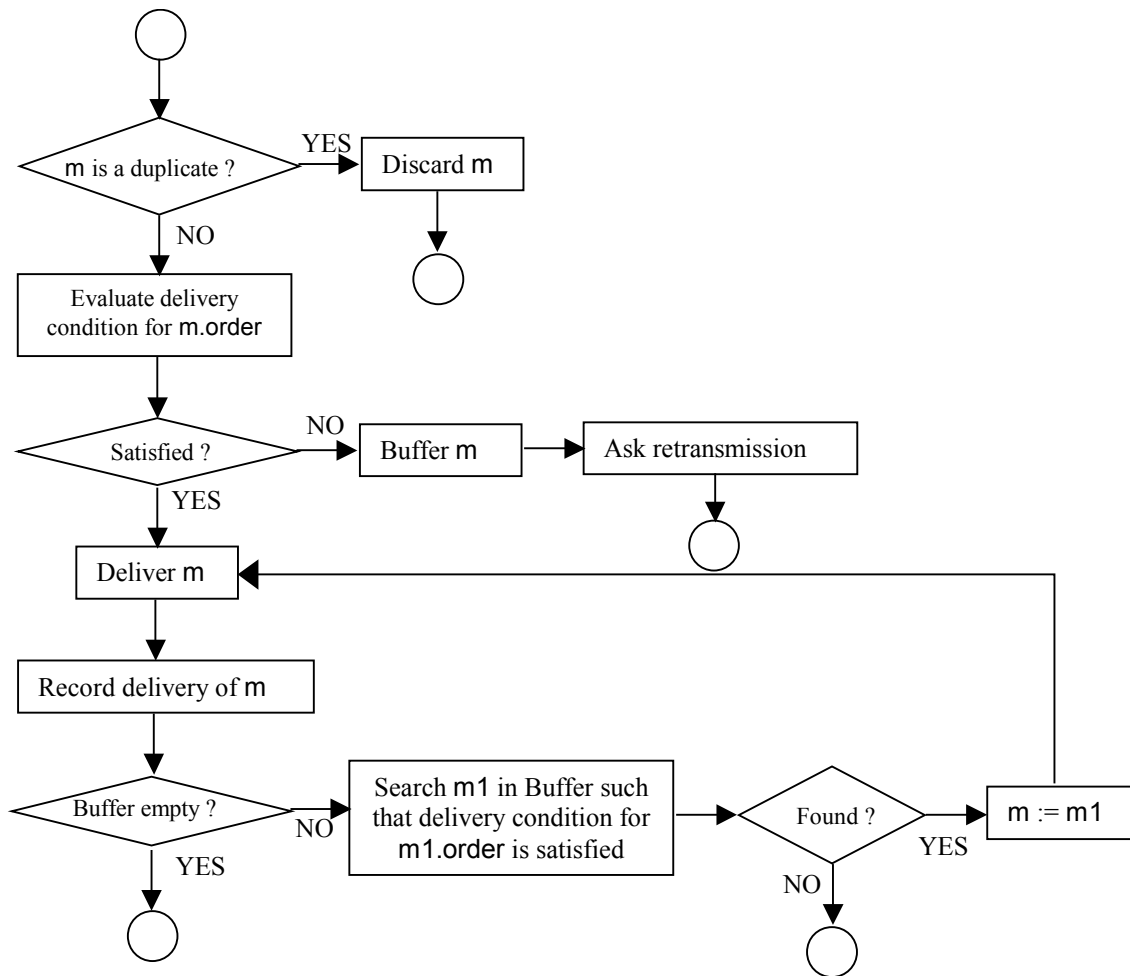 YES
m is a duplicate ?
Discard m
NO
Evaluate delivery
condition for m.order
NO
Satisfied ?
Buffer m
Ask retransmission
YES
Deliver m
Record delivery of m
Buffer empty ?
NO
Search m1 in Buffer such
that delivery condition for
m1.order is satisfied
Found ?
YES
m := m1
YES
NO